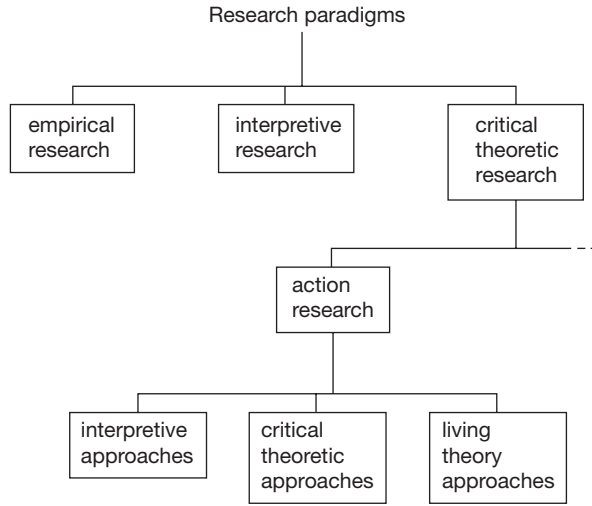 Research paradigms
empirical
research
interpretive
research
critical
theoretic
research
action
research
interpretive
approaches
critical
theoretic
approaches
living
theory
approaches